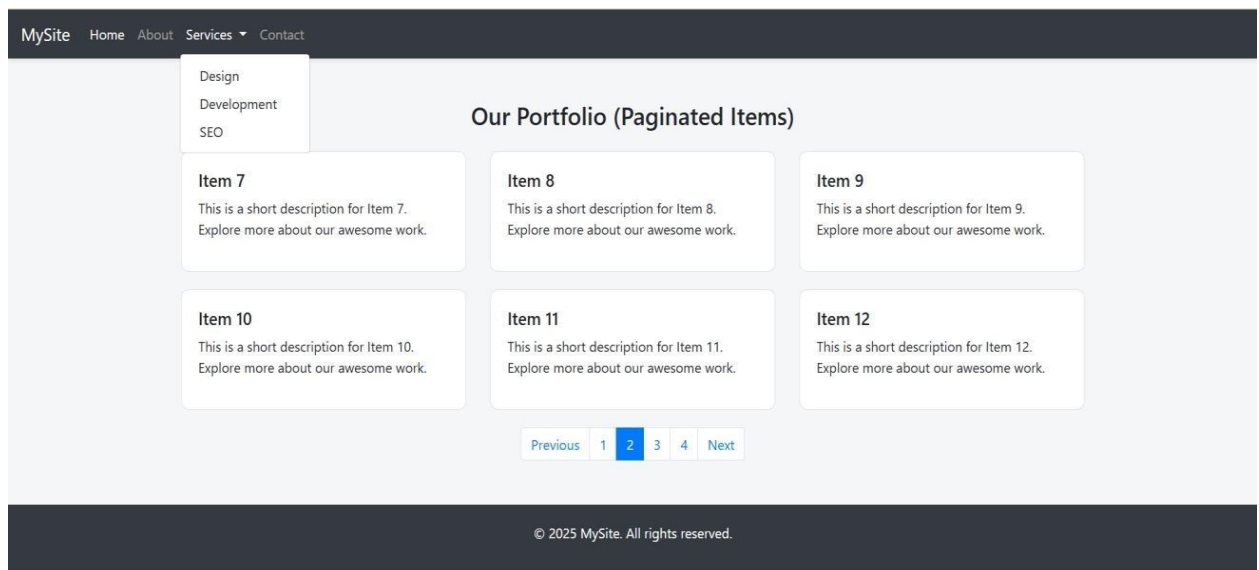 MySite Home About Services Contact
Design
Development
SEO
Our Portfolio (Paginated Items)
Item 7
This is a short description for Item 7.
Explore more about our awesome work.
Item 8
This is a short description for Item 8.
Explore more about our awesome work.
Item 9
This is a short description for Item 9.
Explore more about our awesome work.
Item 10
This is a short description for Item 10.
Explore more about our awesome work.
Item 11
This is a short description for Item 11.
Explore more about our awesome work.
Item 12
This is a short description for Item 12.
Explore more about our awesome work.
Previous 1 2 3 4 Next
© 2025 MySite. All rights reserved.